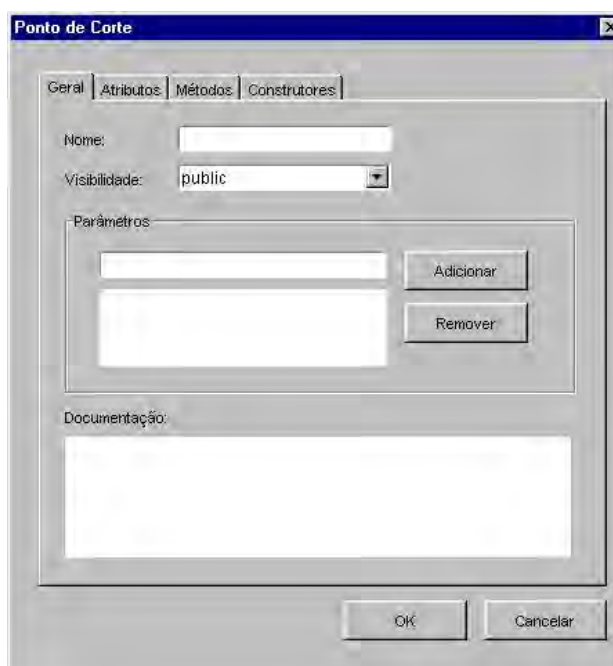 Ponto de Corte
Geral Atributos Métodos Construtores
Nome:
Visibilidade: public
Parâmetros
Adicionar
Remover
Documentação:
OK Cancelar